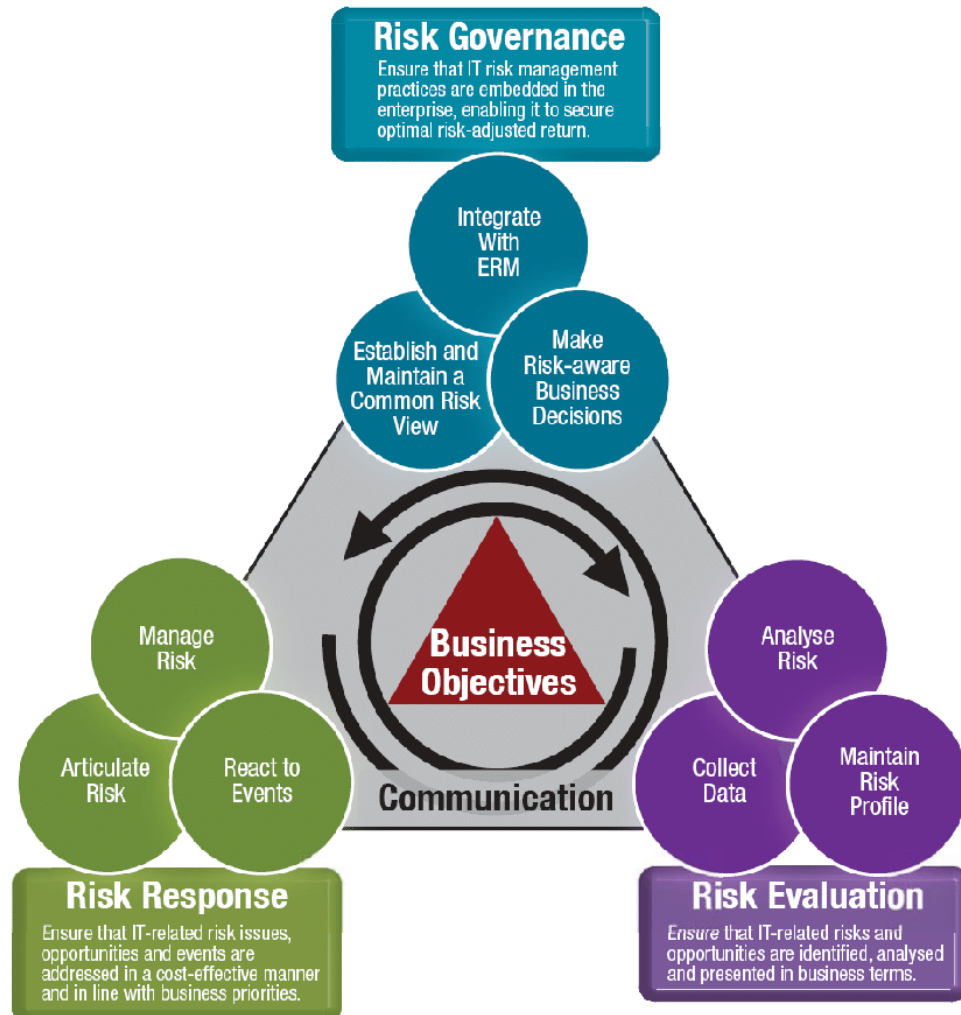 Risk Governance
Ensure that IT risk management
practices are embedded in the
enterprise, enabling it to secure
optimal risk-adjusted return.
Integrate
With
ERM
Establish and
Maintain a
Common Risk
View
Make
Risk-aware
Business
Decisions
Business
Objectives
Communication
Manage
Risk
Articulate
Risk
React to
Events
Risk Response
Ensure that IT-related risk issues,
opportunities and events are
addressed in a cost-effective manner
and in line with business priorities.
Analyse
Risk
Collect
Data
Maintain
Risk
Profile
Risk Evaluation
Ensure that IT-related risks and
opportunities are identified, analysed
and presented in business terms.